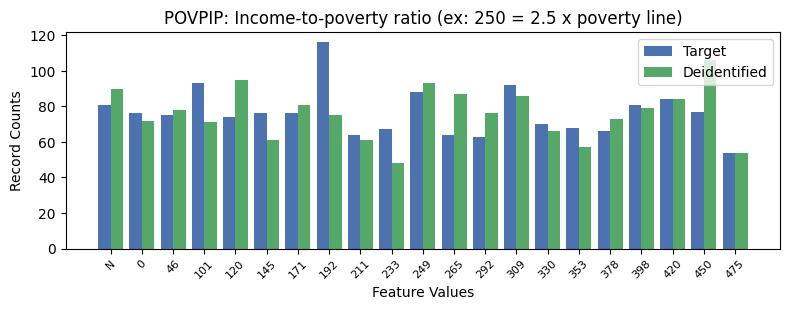 POVPIP: Income-to-poverty ratio (ex: 250 = 2.5 x poverty line)
120
100
80
60
40
20
0
Record Counts
Target
Deidentified
N 0 46 101 120 145 171 192 211 233 249 265 292 309 330 353 378 398 420 450 475
Feature Values